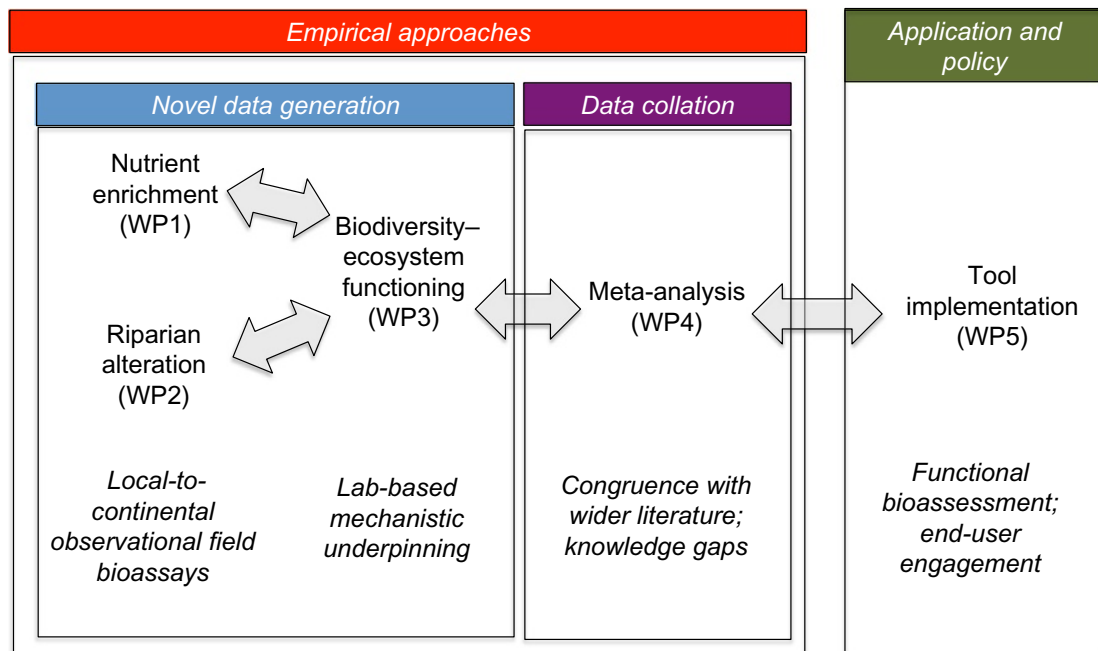 Empirical approaches
Application and
policy
Novel data generation
Data collation
Nutrient
enrichment
(WP1)
Riparian
alteration
(WP2)
Biodiversity–
ecosystem
functioning
(WP3)
Meta-analysis
(WP4)
Tool
implementation
(WP5)
Local-to-
continental
observational field
bioassays
Lab-based
mechanistic
underpinning
Congruence with
wider literature;
knowledge gaps
Functional
bioassessment;
end-user
engagement